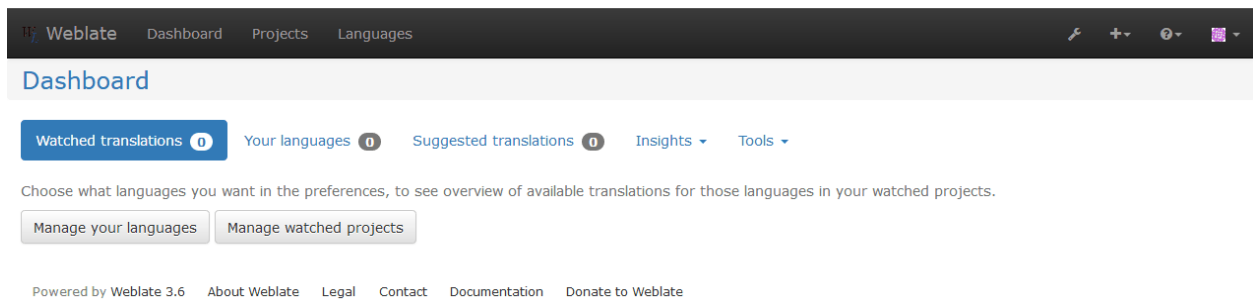 Weblate Dashboard Projects Languages
Dashboard
Watched translations 0 Your languages 0 Suggested translations 0 Insights Tools
Choose what languages you want in the preferences, to see overview of available translations for those languages in your watched projects.
Manage your languages Manage watched projects
Powered by Weblate 3.6 About Weblate Legal Contact Documentation Donate to Weblate